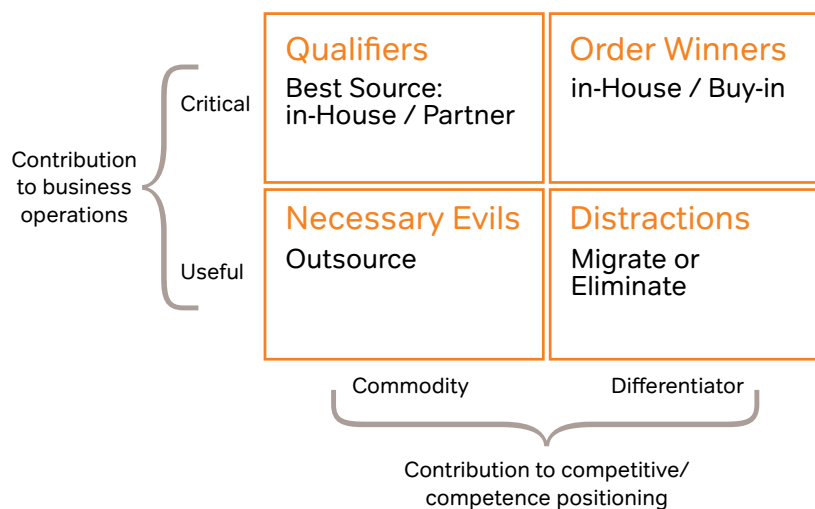 Contribution
to business
operations
Critical
Useful
Qualifiers
Best Source:
in-House / Partner
Order Winners
in-House / Buy-in
Necessary Evils
Outsource
Distractions
Migrate or
Eliminate
Commodity
Differentiator
Contribution to competitive/
competence positioning